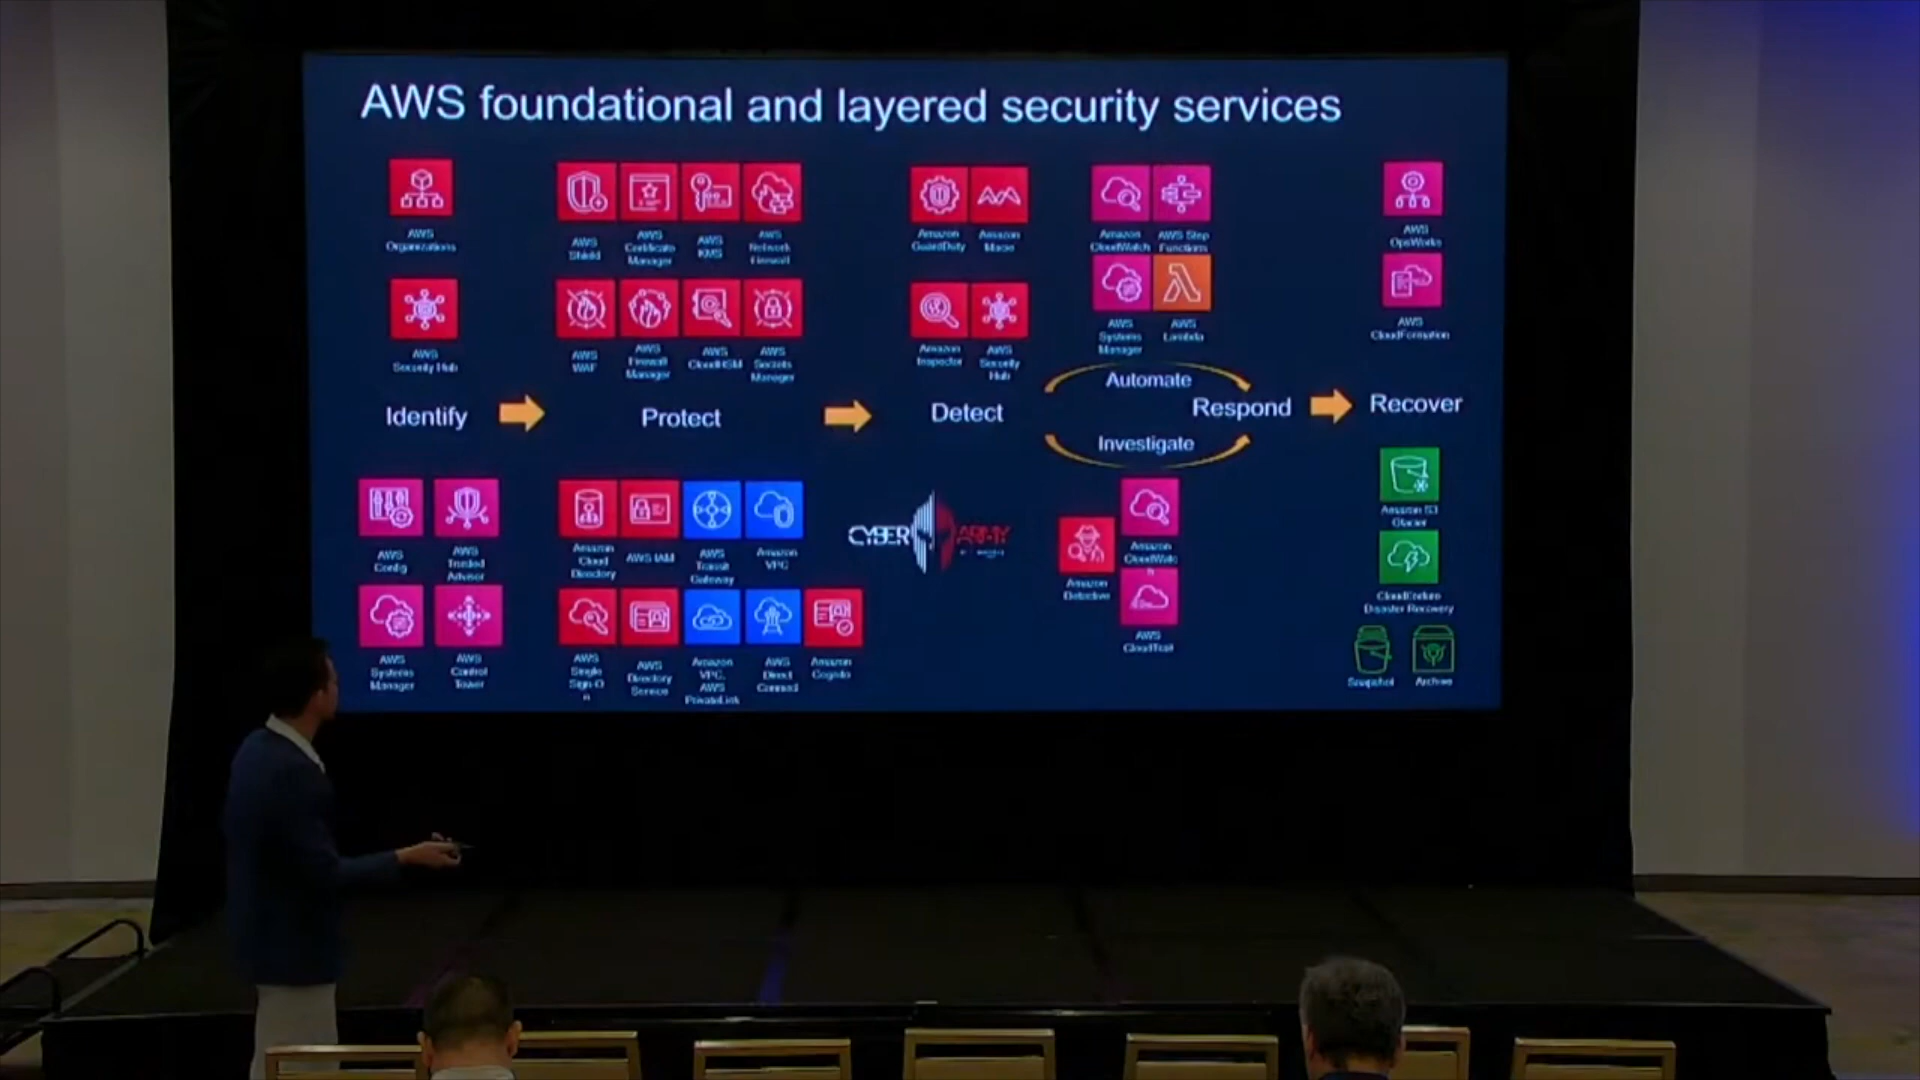 AWS foundational and layered security services
AWS
Organizations
AWS
Shield
AWS
Certificate
Manager
AWS
KMS
AWS
Network
Firewall
Amazon
GuardDuty
Amazon
Macie
Amazon
CloudWatch
AWS Step
Functions
AWS
OpsWorks
AWS
Security Hub
AWS
WAF
AWS
Firewall
Manager
AWS
CloudHSM
AWS
Secrets
Manager
Amazon
Inspector
AWS
Security
Hub
AWS
Systems
Manager
AWS
Lambda
AWS
CloudFormation
Identify
Protect
Detect
Automate
Investigate
Respond
Recover
AWS
Config
AWS
Trusted
Advisor
Amazon
Cloud
Directory
AWS IAM
AWS
Transit
Gateway
Amazon
VPC
CYBER ARMY
Amazon
Detective
Amazon
CloudWatc
h
AWS
CloudTrail
Amazon S3
Glacier
CloudEndure
Disaster Recovery
Snapshot
Archive
AWS
Systems
Manager
AWS
Control
Tower
AWS
Single
Sign-O
n
AWS
Directory
Service
Amazon
VPC,
AWS
PrivateLink
AWS
Direct
Connect
Amazon
Cognito